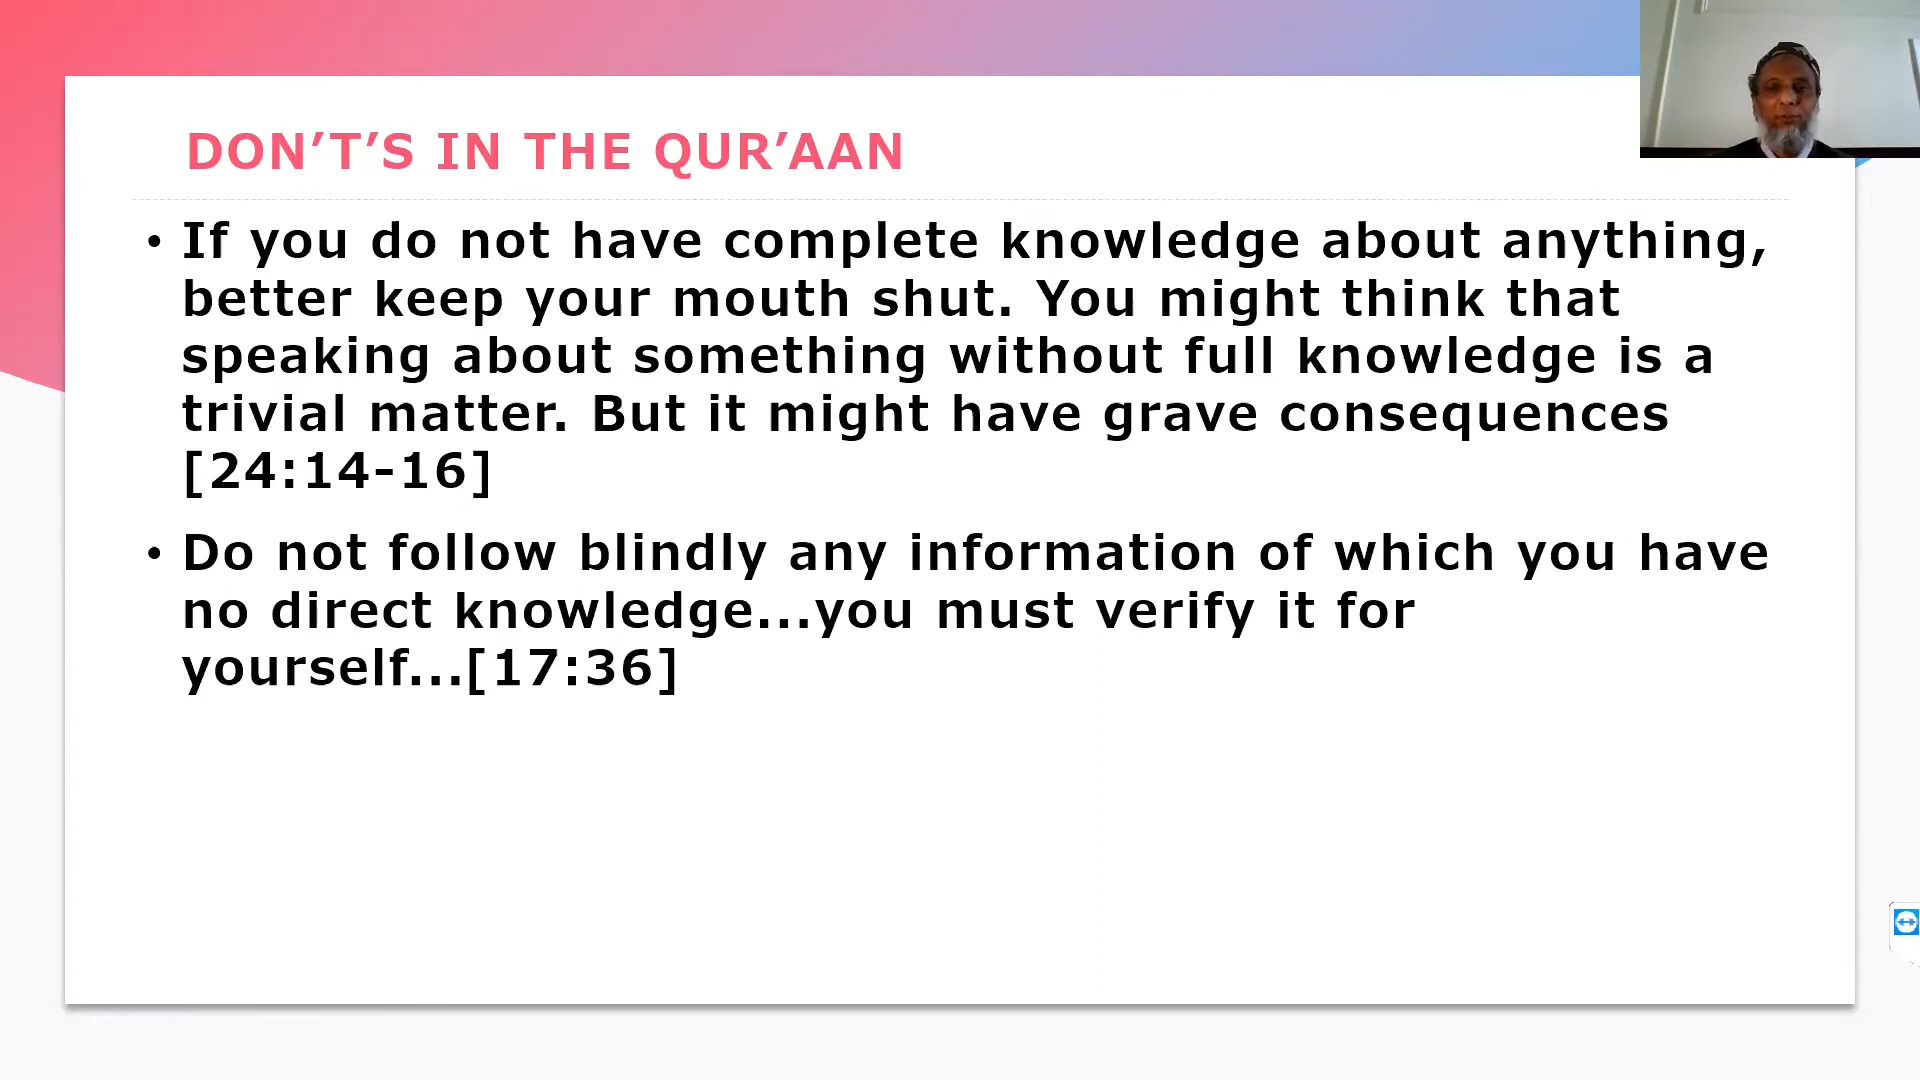 DON’T’S IN THE QUR’AAN
• If you do not have complete knowledge about anything,
better keep your mouth shut. You might think that
speaking about something without full knowledge is a
trivial matter. But it might have grave consequences
[24:14-16]
• Do not follow blindly any information of which you have
no direct knowledge...you must verify it for
yourself...[17:36]